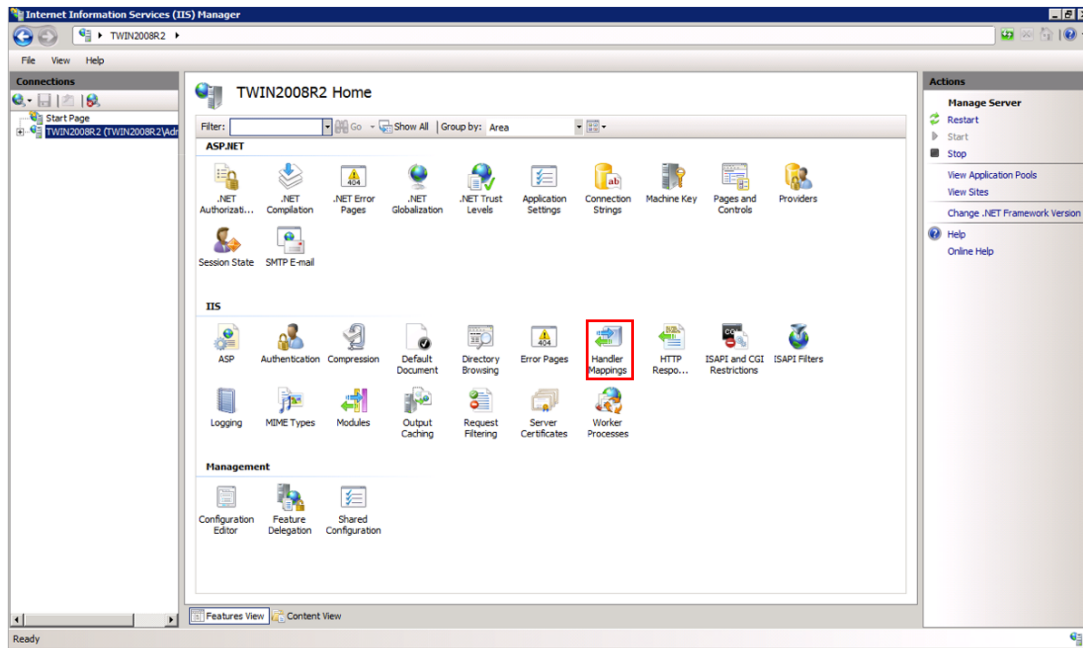 Internet Information Services (IIS) Manager
TWIN2008R2
File View Help
Connections
Start Page
TWIN2008R2 (TWIN2008R2\Adr
TWIN2008R2 Home
Filter: Go Show All Group by: Area
ASP.NET
.NET Authorizati...
.NET Compilation
.NET Error Pages
.NET Globalization
.NET Trust Levels
Application Settings
Connection Strings
Machine Key
Pages and Controls
Providers
Session State
SMTP E-mail
IIS
ASP
Authentication
Compression
Default Document
Directory Browsing
Error Pages
Handler Mappings
HTTP Respo...
ISAPI and CGI Restrictions
ISAPI Filters
Logging
MIME Types
Modules
Output Caching
Request Filtering
Server Certificates
Worker Processes
Management
Configuration Editor
Feature Delegation
Shared Configuration
Features View
Content View
Actions
Manage Server
Restart
Start
Stop
View Application Pools
View Sites
Change .NET Framework Version
Help
Online Help
Ready